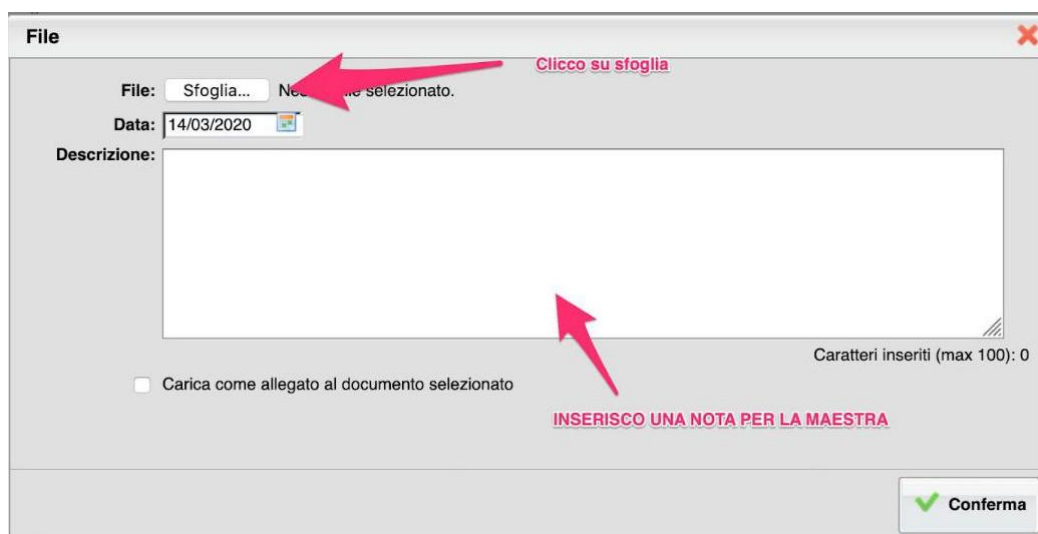 File
Clicco su sfoglia
File: Sfoglia... selezionato.
Data: 14/03/2020
Descrizione:
Caratteri inseriti (max 100): 0
Carica come allegato al documento selezionato
INSERISCO UNA NOTA PER LA MAESTRA
Conferma